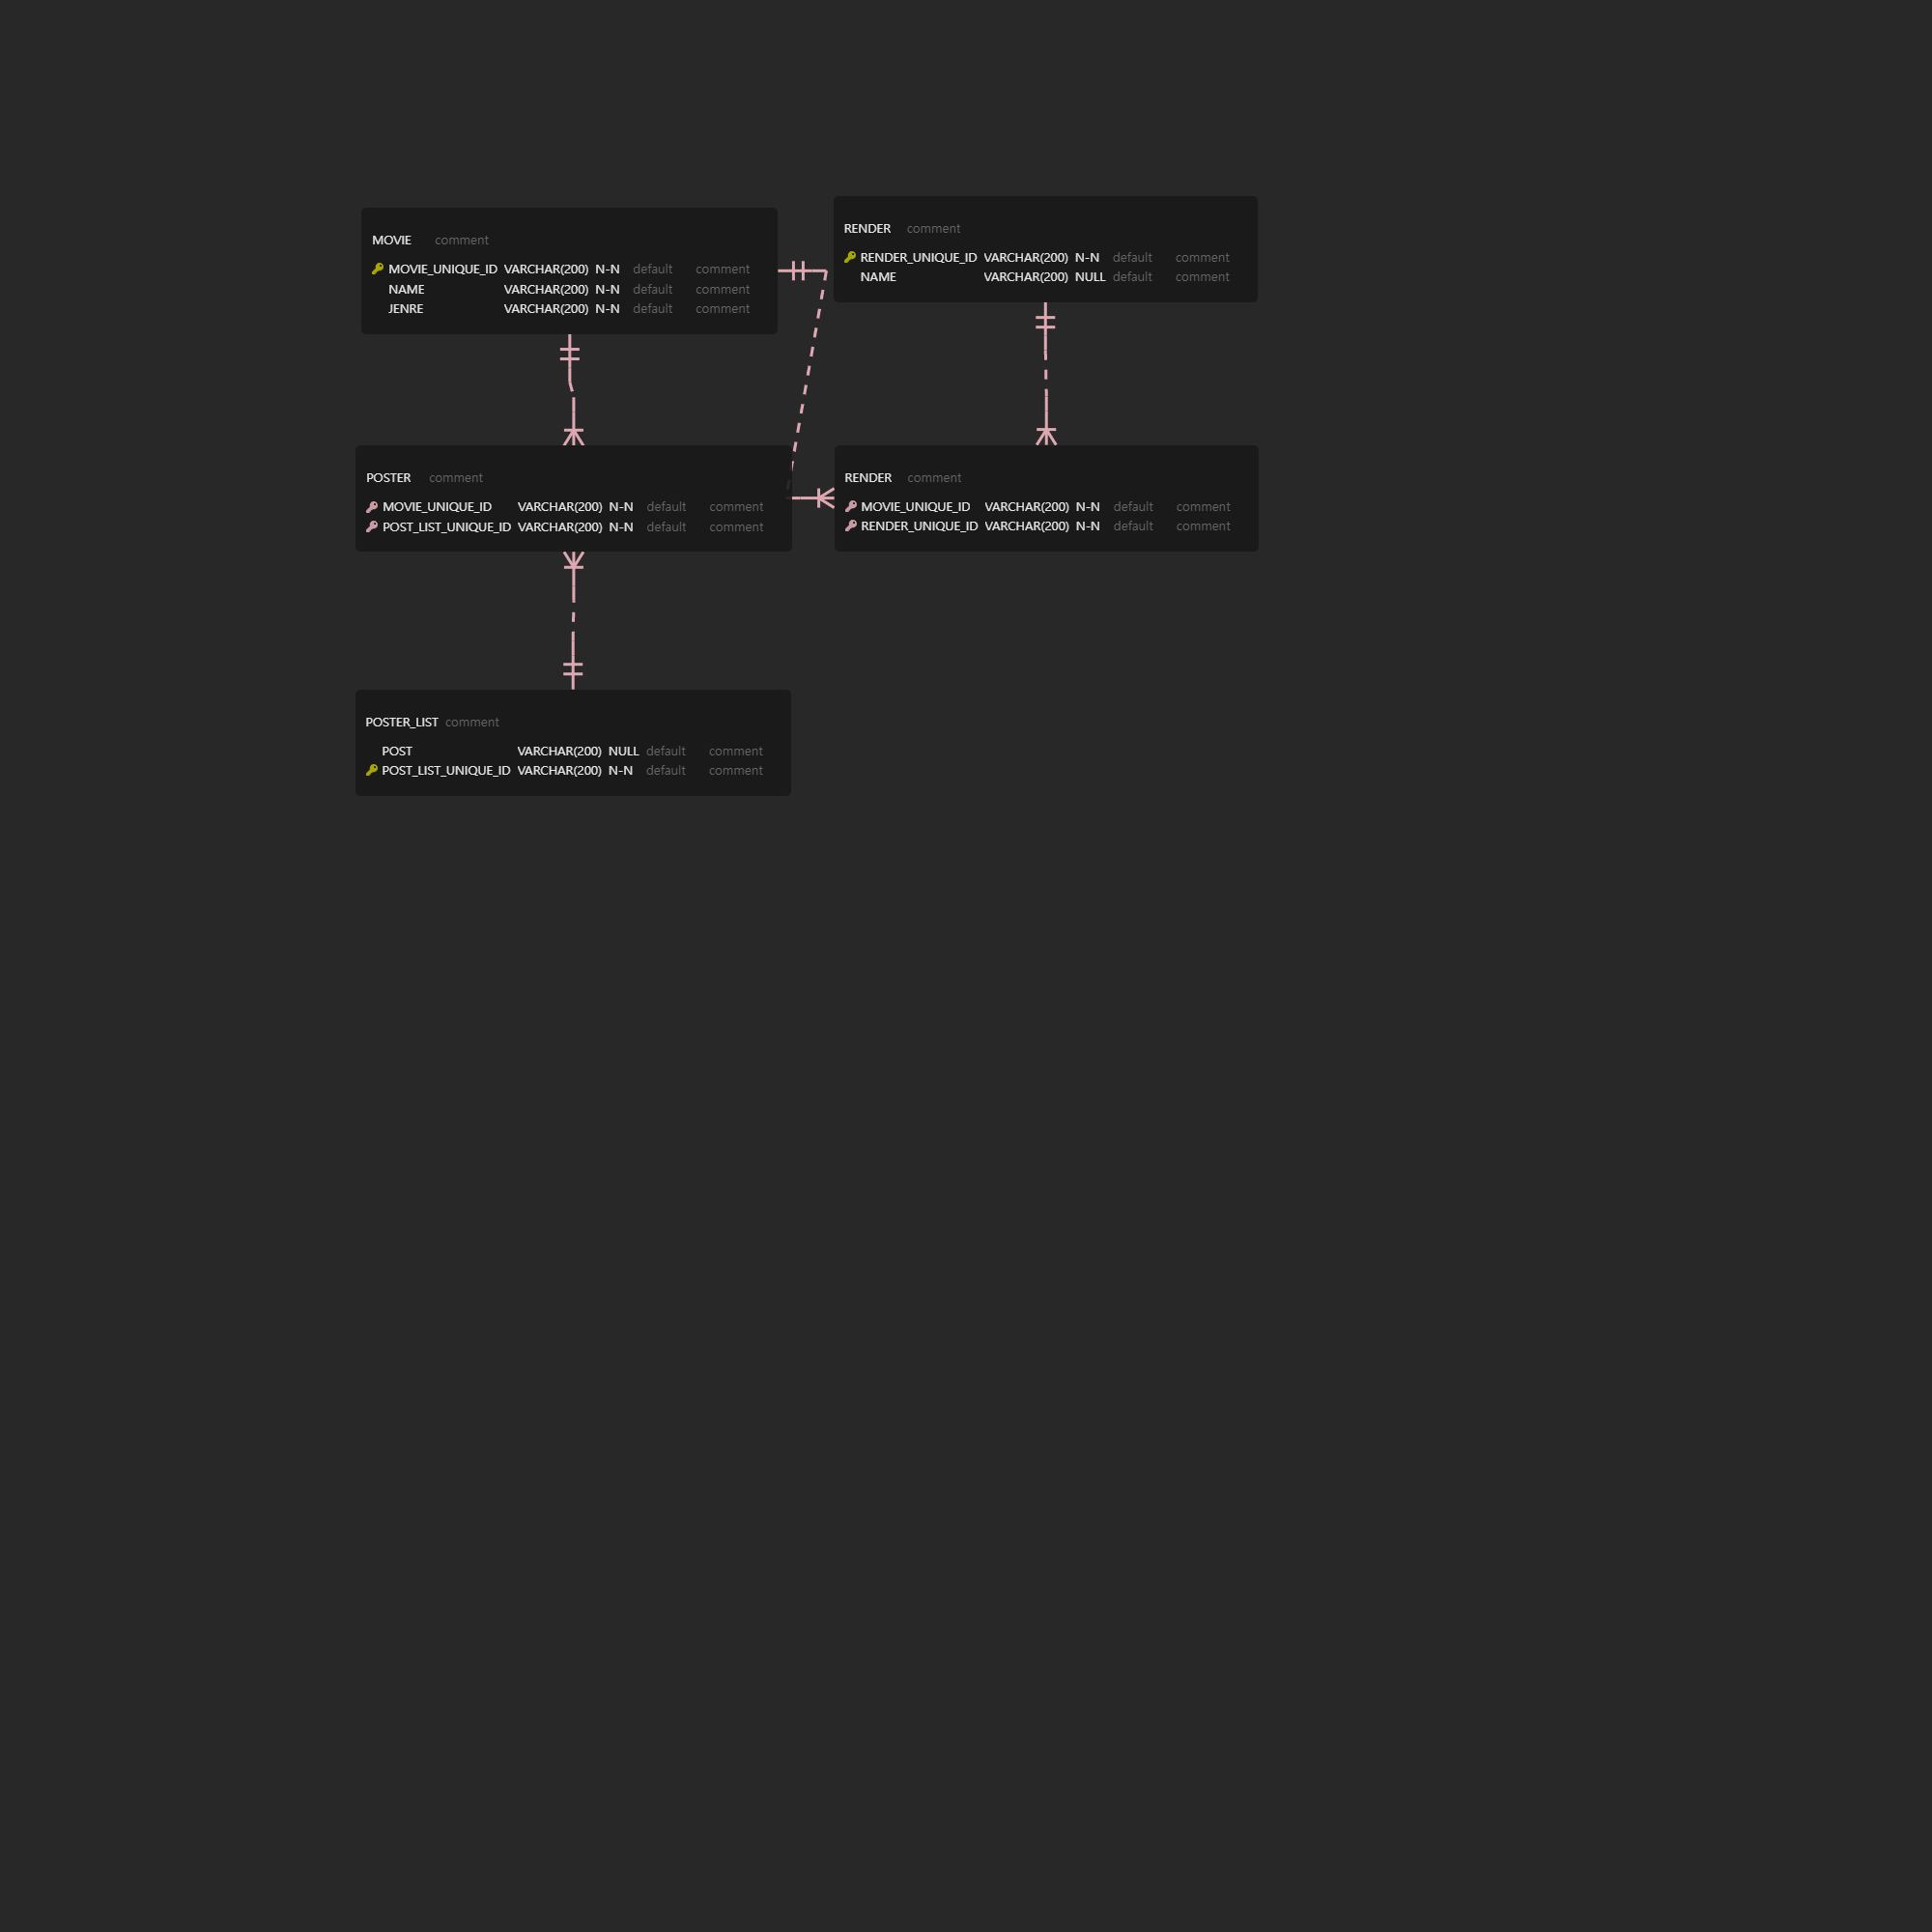 MOVIE comment
MOVIE_UNIQUE_ID VARCHAR(200) N-N default comment
NAME VARCHAR(200) N-N default comment
JENRE VARCHAR(200) N-N default comment
RENDER comment
RENDER_UNIQUE_ID VARCHAR(200) N-N default comment
NAME VARCHAR(200) NULL default comment
POSTER comment
MOVIE_UNIQUE_ID VARCHAR(200) N-N default comment
POST_LIST_UNIQUE_ID VARCHAR(200) N-N default comment
RENDER comment
MOVIE_UNIQUE_ID VARCHAR(200) N-N default comment
RENDER_UNIQUE_ID VARCHAR(200) N-N default comment
POSTER_LIST comment
POST VARCHAR(200) NULL default comment
POST_LIST_UNIQUE_ID VARCHAR(200) N-N default comment